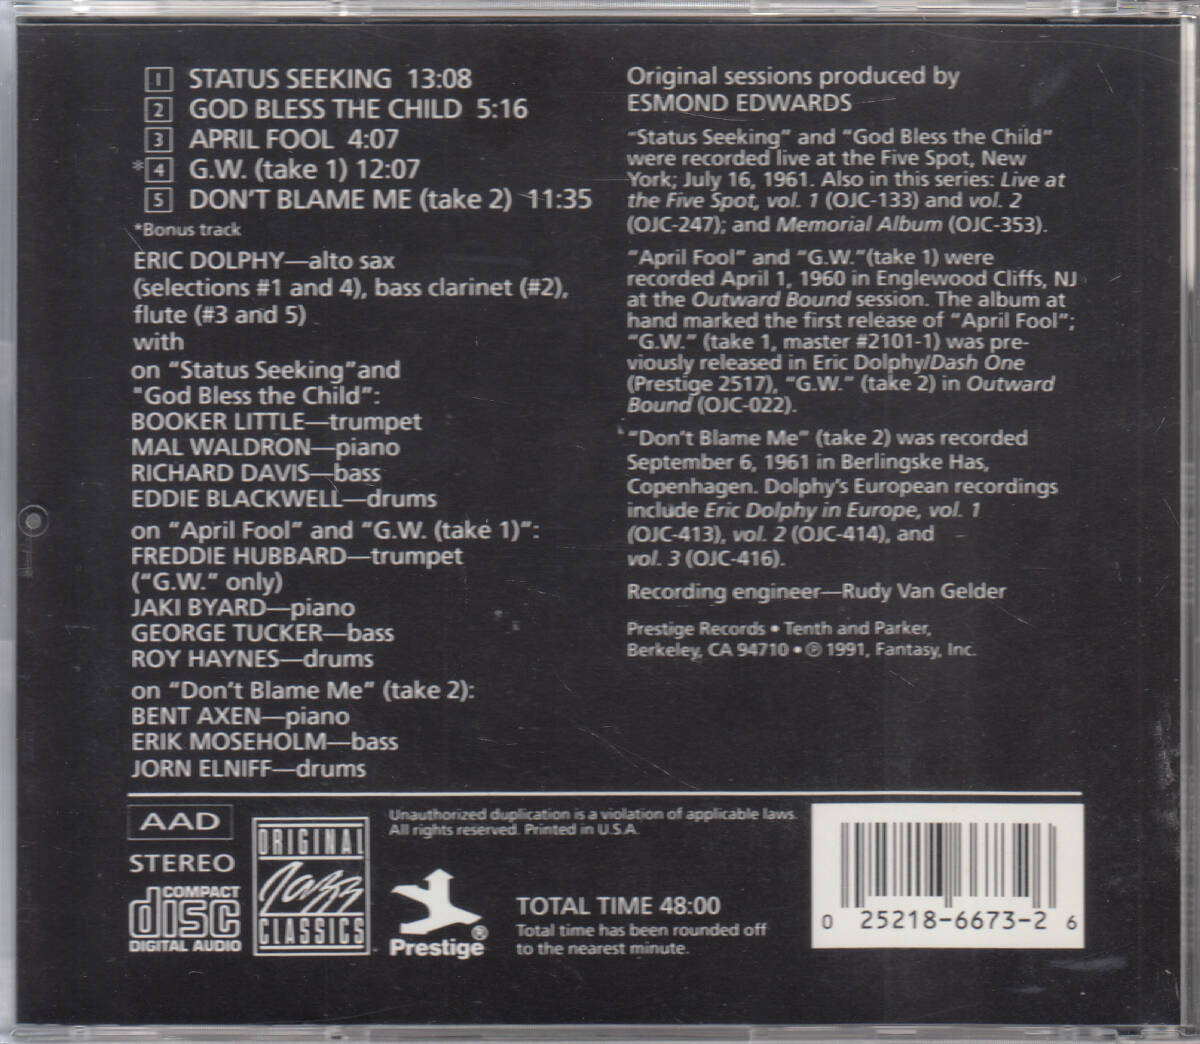 1 STATUS SEEKING 13:08
2 GOD BLESS THE CHILD 5:16
3 APRIL FOOL 4:07
*4 G.W. (take 1) 12:07
5 DON'T BLAME ME (take 2) 11:35
*Bonus track
ERIC DOLPHY—alto sax
(selections #1 and 4), bass clarinet (#2),
flute (#3 and 5)
with
on "Status Seeking"and
"God Bless the Child":
BOOKER LITTLE—trumpet
MAL WALDRON—piano
RICHARD DAVIS—bass
EDDIE BLACKWELL—drums
on "April Fool" and "G.W. (take 1)":
FREDDIE HUBBARD—trumpet
("G.W." only)
JAKI BYARD—piano
GEORGE TUCKER—bass
ROY HAYNES—drums
on "Don't Blame Me" (take 2):
BENT AXEN—piano
ERIK MOSEHOLM—bass
JORN ELNIFF—drums
Original sessions produced by
ESMOND EDWARDS
"Status Seeking" and "God Bless the Child"
were recorded live at the Five Spot, New
York; July 16, 1961. Also in this series: Live at
the Five Spot, vol. 1 (OJC-133) and vol. 2
(OJC-247); and Memorial Album (OJC-353).
"April Fool" and "G.W."(take 1) were
recorded April 1, 1960 in Englewood Cliffs, NJ
at the Outward Bound session. The album at
hand marked the first release of "April Fool";
"G.W." (take 1, master #2101-1) was pre-
viously released in Eric Dolphy/Dash One
(Prestige 2517), "G.W." (take 2) in Outward
Bound (OJC-022).
"Don't Blame Me" (take 2) was recorded
September 6, 1961 in Berlingske Has,
Copenhagen. Dolphy's European recordings
include Eric Dolphy in Europe, vol. 1
(OJC-413), vol. 2 (OJC-414), and
vol. 3 (OJC-416).
Recording engineer—Rudy Van Gelder
Prestige Records • Tenth and Parker,
Berkeley, CA 94710 • ℗ 1991, Fantasy, Inc.
AAD
STEREO
COMPACT
disc
DIGITAL AUDIO
ORIGINAL
Jazz
CLASSICS
Unauthorized duplication is a violation of applicable laws.
All rights reserved. Printed in U.S.A.
Prestige®
TOTAL TIME 48:00
Total time has been rounded off
to the nearest minute.
0 25218-6673-2 6